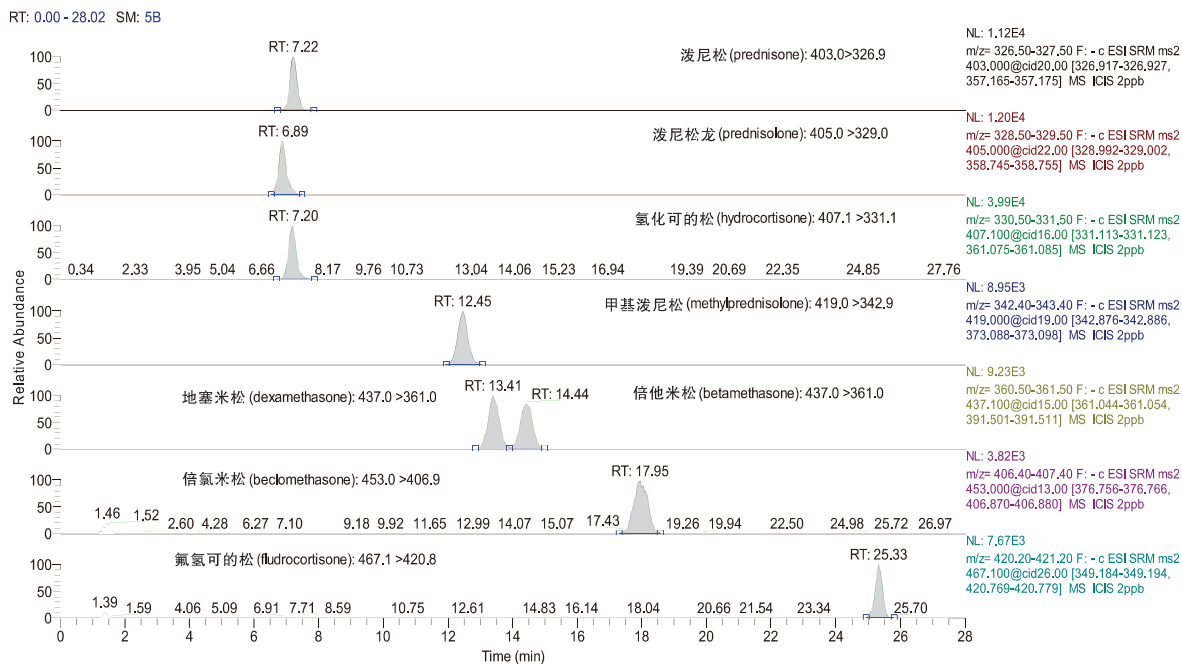 RT: 0.00 - 28.02 SM: 5B
RT: 7.22
泼尼松(prednisone): 403.0>326.9
100
50
0
NL: 1.12E4
m/z= 326.50-327.50 F: - c ESI SRM ms2
403.000@cid20.00 [326.917-326.927,
357.165-357.175] MS ICIS 2ppb
RT: 6.89
泼尼松龙(prednisolone): 405.0 >329.0
100
50
0
NL: 1.20E4
m/z= 328.50-329.50 F: - c ESI SRM ms2
405.000@cid22.00 [328.992-329.002,
358.745-358.755] MS ICIS 2ppb
RT: 7.20
氢化可的松(hydrocortisone): 407.1 >331.1
100
50
0
0.34 2.33 3.95 5.04 6.66 8.17 9.76 10.73 13.04 14.06 15.23 16.94 19.39 20.69 22.35 24.85 27.76
NL: 3.99E4
m/z= 330.50-331.50 F: - c ESI SRM ms2
407.100@cid16.00 [331.113-331.123,
361.075-361.085] MS ICIS 2ppb
RT: 12.45
甲基泼尼松(methylprednisolone): 419.0 >342.9
100
50
0
NL: 8.95E3
m/z= 342.40-343.40 F: - c ESI SRM ms2
419.000@cid19.00 [342.876-342.886,
373.088-373.098] MS ICIS 2ppb
Relative Abundance
地塞米松(dexamethasone): 437.0 >361.0
RT: 13.41
RT: 14.44
倍他米松(betamethasone): 437.0 >361.0
100
50
0
NL: 9.23E3
m/z= 360.50-361.50 F: - c ESI SRM ms2
437.100@cid15.00 [361.044-361.054,
391.501-391.511] MS ICIS 2ppb
倍氯米松(beclomethasone): 453.0 >406.9
RT: 17.95
100
50
0
1.46 1.52 2.60 4.28 6.27 7.10 9.18 9.92 11.65 12.99 14.07 15.07 17.43 19.26 19.94 22.50 24.98 25.72 26.97
NL: 3.82E3
m/z= 406.40-407.40 F: - c ESI SRM ms2
453.000@cid13.00 [376.756-376.766,
406.870-406.880] MS ICIS 2ppb
氟氢可的松(fludrocortisone): 467.1 >420.8
RT: 25.33
100
50
0
1.39 1.59 4.06 5.09 6.91 7.71 8.59 10.75 12.61 14.83 16.14 18.04 20.66 21.54 23.34 25.70
NL: 7.67E3
m/z= 420.20-421.20 F: - c ESI SRM ms2
467.100@cid26.00 [349.184-349.194,
420.769-420.779] MS ICIS 2ppb
0 2 4 6 8 10 12 14 16 18 20 22 24 26 28
Time (min)